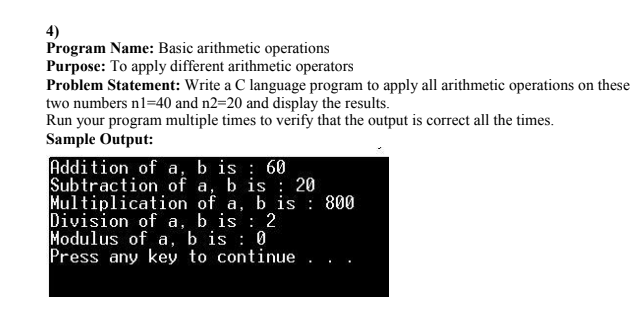 4)
Program Name: Basic arithmetic operations
Purpose: To apply different arithmetic operators
Problem Statement: Write a C language program to apply all arithmetic operations on these
two numbers n1=40 and n2=20 and display the results.
Run your program multiple times to verify that the output is correct all the times.
Sample Output:
Addition of a, b is : 60
Subtraction of a, b is : 20
Multiplication of a, b is : 800
Division of a, b is : 2
Modulus of a, b is : 0
Press any key to continue . . .